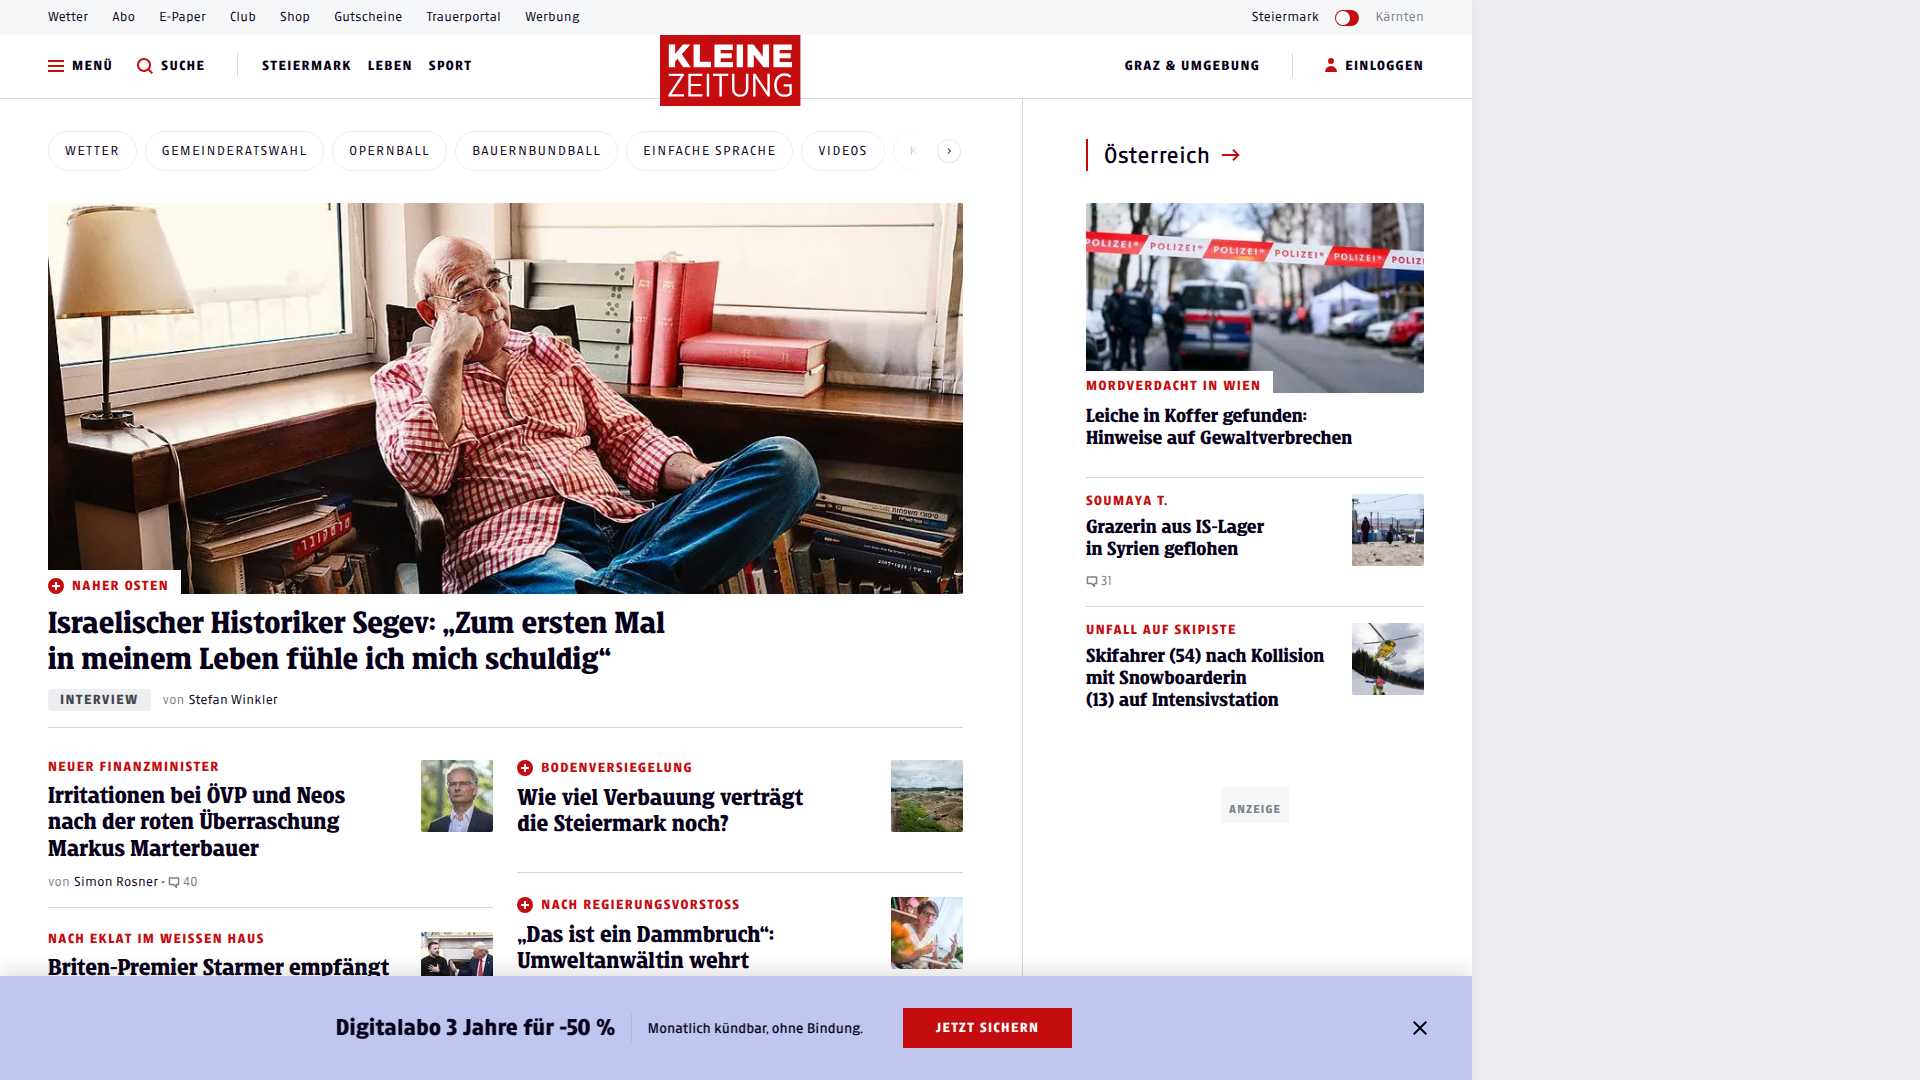 Wetter Abo E-Paper Club Shop Gutscheine Trauerportal Werbung Steiermark Kärnten
MENÜ SUCHE STEIERMARK LEBEN SPORT KLEINE ZEITUNG GRAZ & UMGEBUNG EINLOGGEN
WETTER GEMEINDERATSWAHL OPERNBALL BAUERNBUNDBALL EINFACHE SPRACHE VIDEOS K
NAHER OSTEN
Israelischer Historiker Segev: „Zum ersten Mal
in meinem Leben fühle ich mich schuldig“
INTERVIEW von Stefan Winkler
NEUER FINANZMINISTER
Irritationen bei ÖVP und Neos
nach der roten Überraschung
Markus Marterbauer
von Simon Rosner - 40
NACH EKLAT IM WEISSEN HAUS
Briten-Premier Starmer empfängt
BODENVERSIEGELUNG
Wie viel Verbauung verträgt
die Steiermark noch?
NACH REGIERUNGSVORSTOSS
„Das ist ein Dammbruch“:
Umweltanwältin wehrt
Österreich
POLIZEI POLIZEI POLIZEI POLIZEI POLIZEI POLIZ
MORDVERDACHT IN WIEN
Leiche in Koffer gefunden:
Hinweise auf Gewaltverbrechen
SOUMAYA T.
Grazerin aus IS-Lager
in Syrien geflohen
31
UNFALL AUF SKIPISTE
Skifahrer (54) nach Kollision
mit Snowboarderin
(13) auf Intensivstation
ANZEIGE
Digitalabo 3 Jahre für -50 % Monatlich kündbar, ohne Bindung. JETZT SICHERN